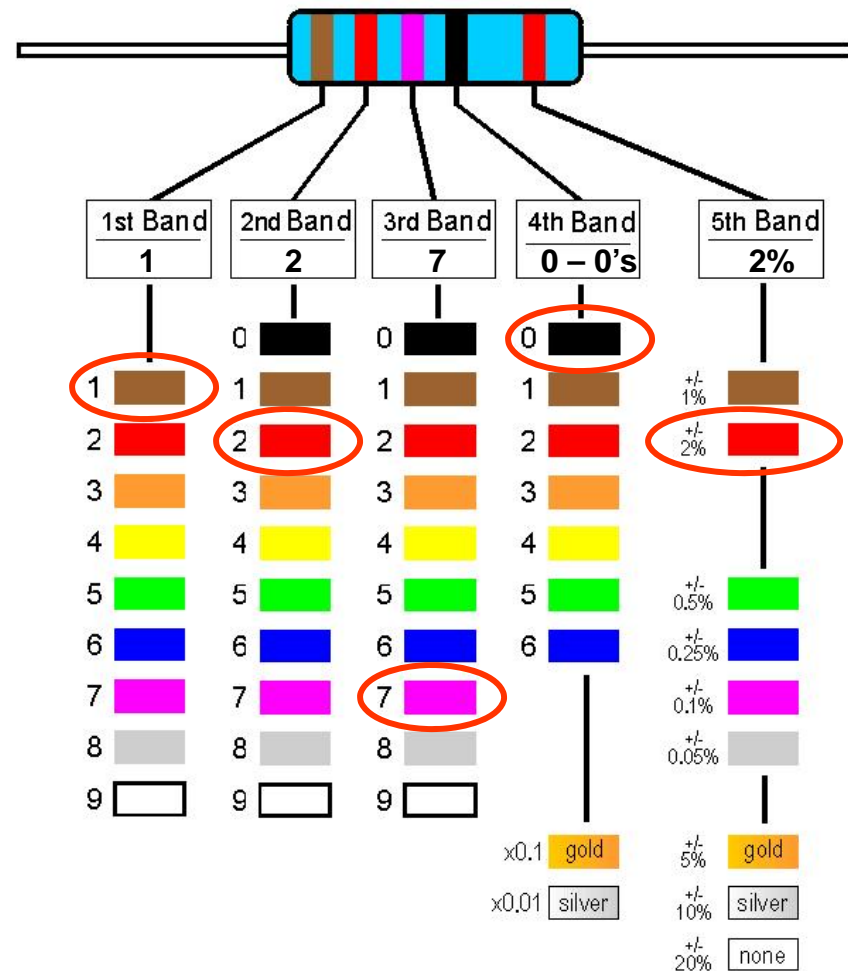 1st Band 2nd Band 3rd Band 4th Band 5th Band
1 2 7 0 – 0's 2%
0 0 0
1 1 1 1 +/- 1%
2 2 2 2 +/- 2%
3 3 3 3
4 4 4 4
5 5 5 5 +/- 0.5%
6 6 6 6 +/- 0.25%
7 7 7 +/- 0.1%
8 8 8 +/- 0.05%
9 9 9
x0.1 gold +/- 5% gold
x0.01 silver +/- 10% silver
+/- 20% none